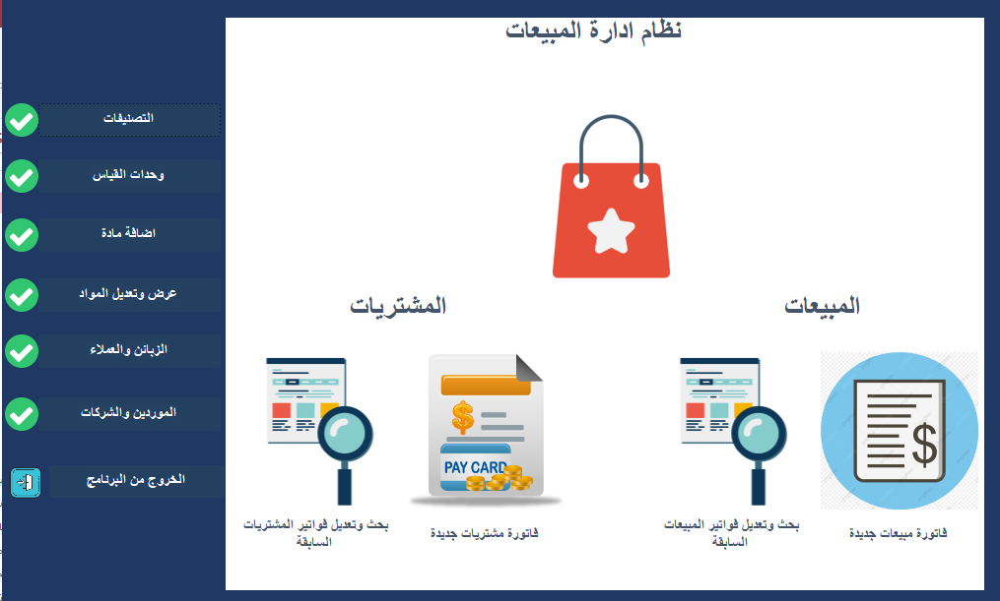 نظام ادارة المبيعات
التصنيفات
وحدات القياس
اضافة مادة
عرض وتعديل المواد
الزبائن والعملاء
الموردين والشركات
الخروج من البرنامج
المبيعات
المشتريات
$
$
PAY CARD
فاتورة مبيعات جديدة
بحث وتعديل فواتير المبيعات
السابقة
فاتورة مشتريات جديدة
بحث وتعديل فواتير المشتريات
السابقة